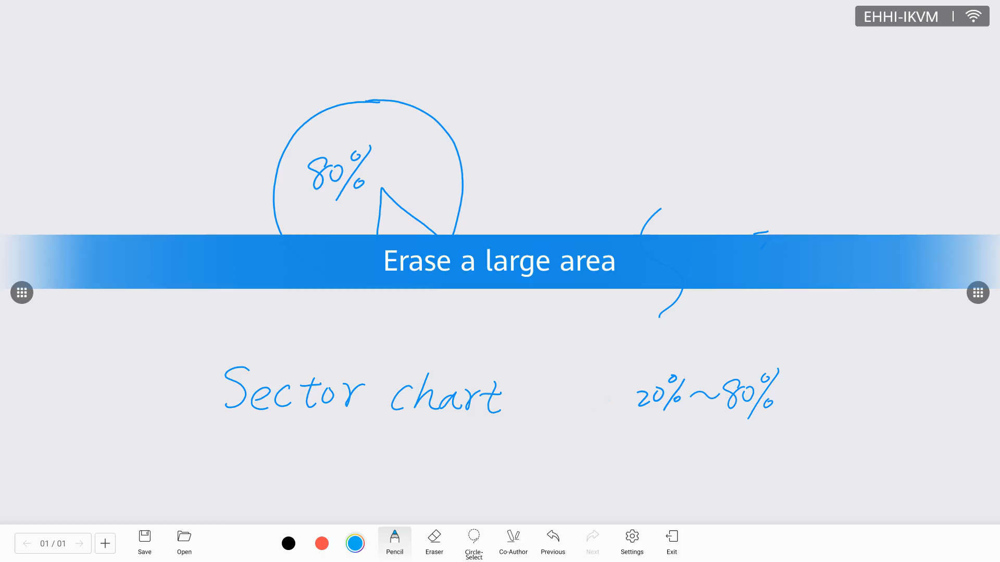 EHHI-IKVM
80%
Erase a large area
Sector chart
20%~80%
01 / 01
Save
Open
Pencil
Eraser
Circle-
Select
Co-Author
Previous
Next
Settings
Exit